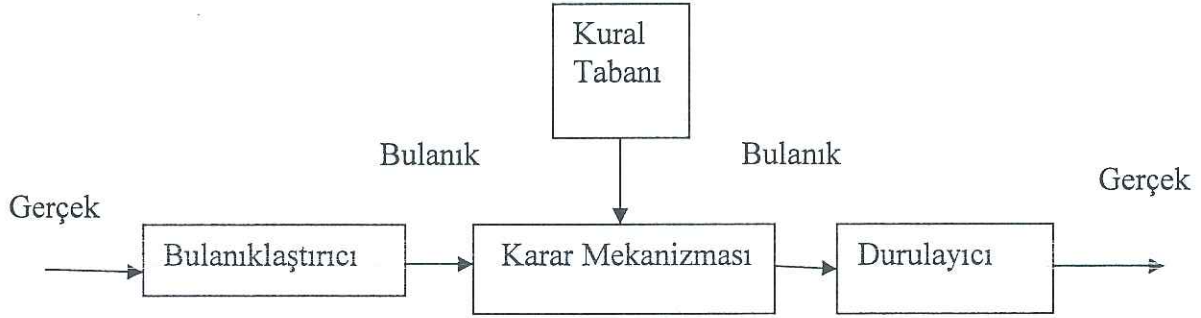 Kural
Tabanı
Bulanık
Bulanık
Gerçek
Gerçek
Bulanıklaştırıcı
Karar Mekanizması
Durulayıcı